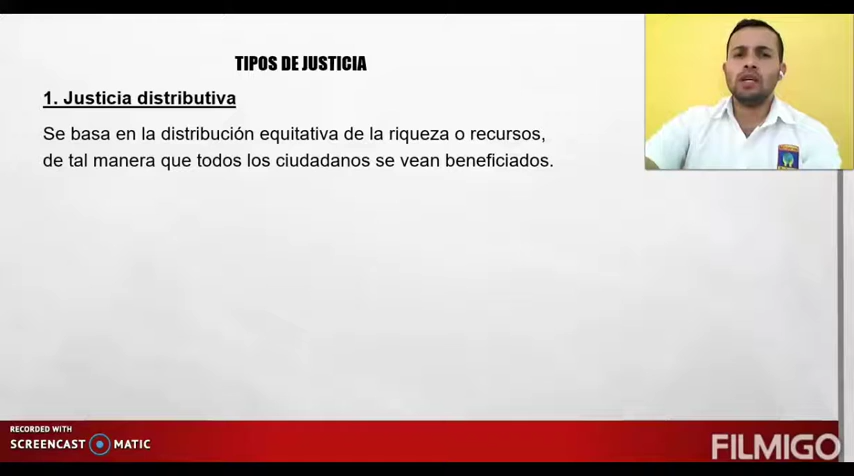 TIPOS DE JUSTICIA
1. Justicia distributiva
Se basa en la distribución equitativa de la riqueza o recursos,
de tal manera que todos los ciudadanos se vean beneficiados.
RECORDED WITH
SCREENCAST MATIC
FILMIGO